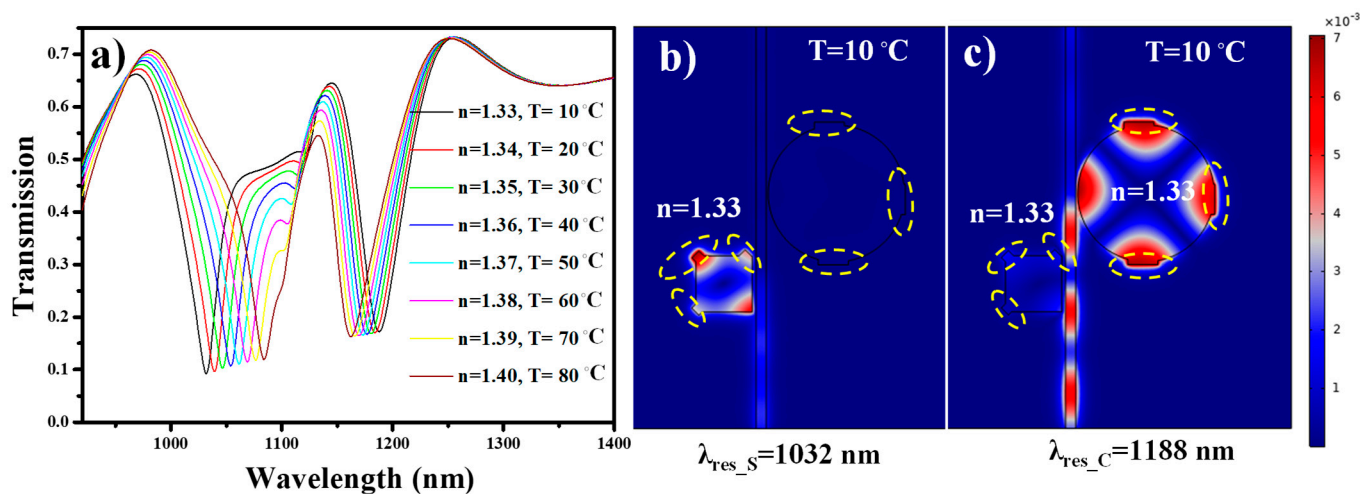 a)
Transmission
0.7
0.6
0.5
0.4
0.3
0.2
0.1
0.0
n=1.33, T= 10 °C
n=1.34, T= 20 °C
n=1.35, T= 30 °C
n=1.36, T= 40 °C
n=1.37, T= 50 °C
n=1.38, T= 60 °C
n=1.39, T= 70 °C
n=1.40, T= 80 °C
1000 1100 1200 1300 1400
Wavelength (nm)
b)
T=10 °C
n=1.33
λres_S=1032 nm
c)
T=10 °C
n=1.33
n=1.33
λres_C=1188 nm
×10⁻³
7
6
5
4
3
2
1